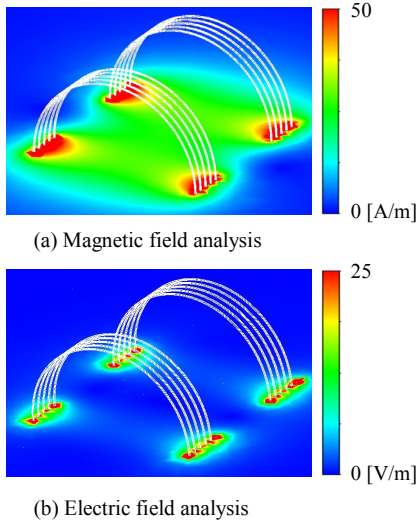 50
0 [A/m]
(a) Magnetic field analysis
25
0 [V/m]
(b) Electric field analysis